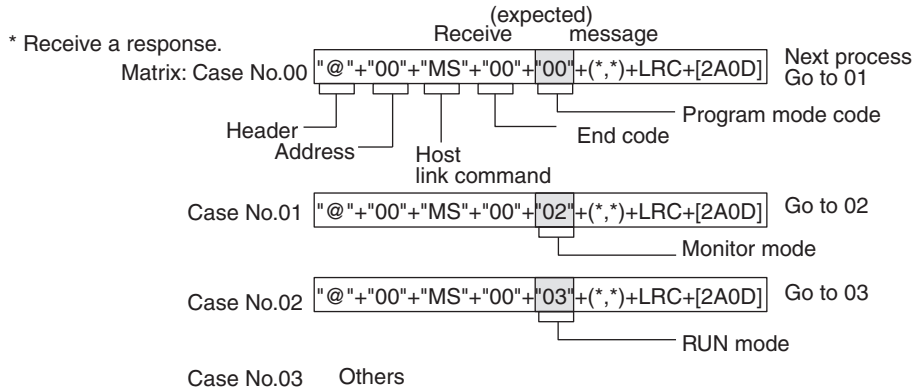 (expected)
Receive message
* Receive a response.
Matrix: Case No.00 "@"+"00"+"MS"+"00"+"00"+(*,*)+LRC+[2A0D] Next process
Go to 01
Program mode code
Header
End code
Address
Host
link command
Case No.01 "@"+"00"+"MS"+"00"+"02"+(*,*)+LRC+[2A0D] Go to 02
Monitor mode
Case No.02 "@"+"00"+"MS"+"00"+"03"+(*,*)+LRC+[2A0D] Go to 03
RUN mode
Case No.03 Others